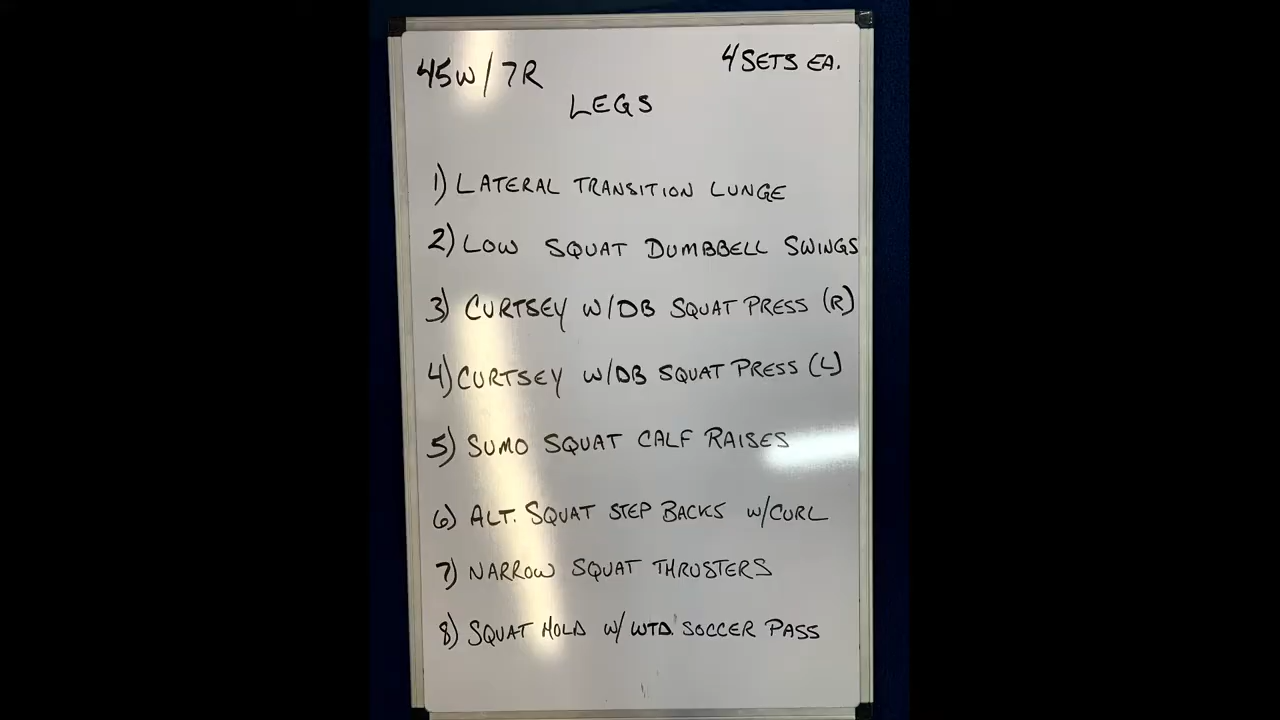 45W/7R
4 SETS EA.
LEGS
1) LATERAL TRANSITION LUNGE
2) LOW SQUAT DUMBBELL SWINGS
3) CURTSEY W/DB SQUAT PRESS (R)
4) CURTSEY W/DB SQUAT PRESS (L)
5) SUMO SQUAT CALF RAISES
6) ALT. SQUAT STEP BACKS W/CURL
7) NARROW SQUAT THRUSTERS
8) SQUAT HOLD W/ WTD. SOCCER PASS